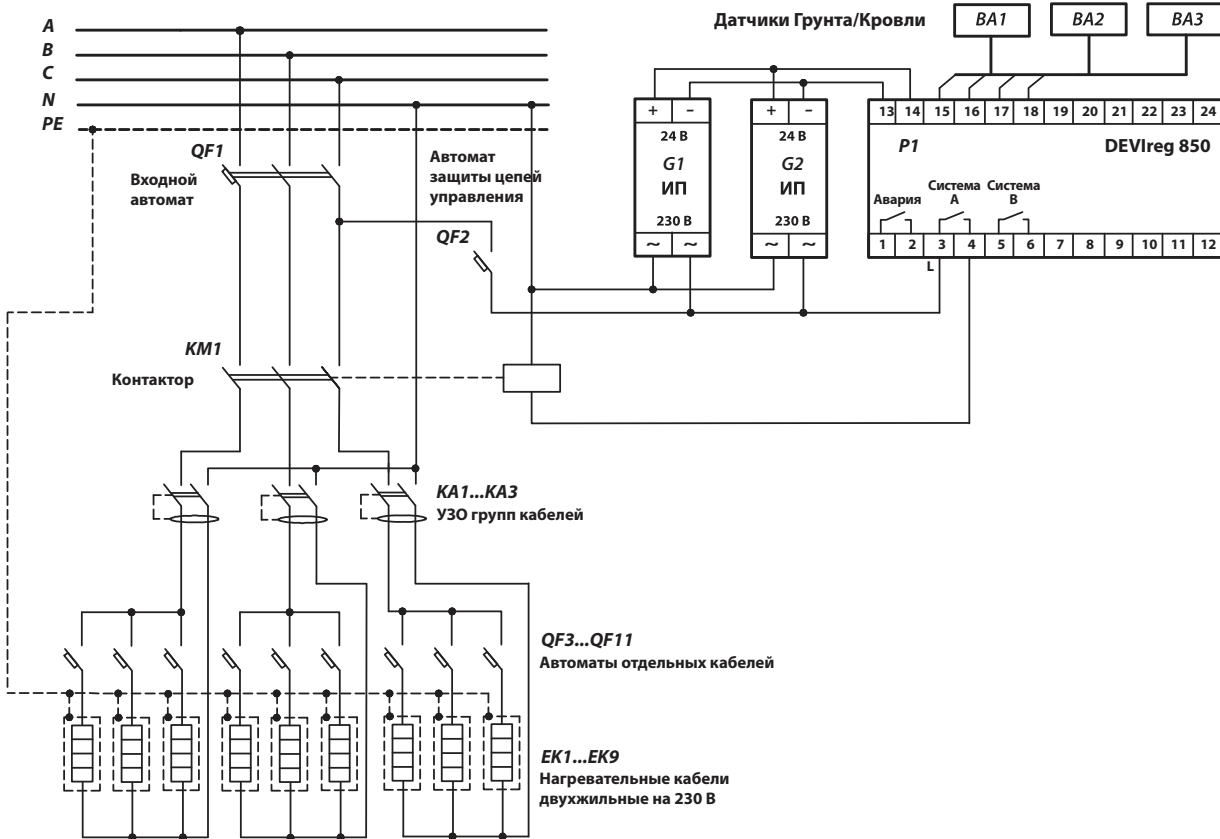 Датчики Грунта/Кровли
BA1
BA2
BA3
A
B
C
N
PE
QF1
Входной
автомат
Автомат
защиты цепей
управления
QF2
+ –
24 В
G1
ИП
230 В
~ ~
+ –
24 В
G2
ИП
230 В
~ ~
13 14 15 16 17 18 19 20 21 22 23 24
P1
DEVIreg 850
Авария
Система
A
Система
B
1 2 3 4 5 6 7 8 9 10 11 12
L
KM1
Контактор
KA1...KA3
УЗО групп кабелей
QF3...QF11
Автоматы отдельных кабелей
EK1...EK9
Нагревательные кабели
двухжильные на 230 В